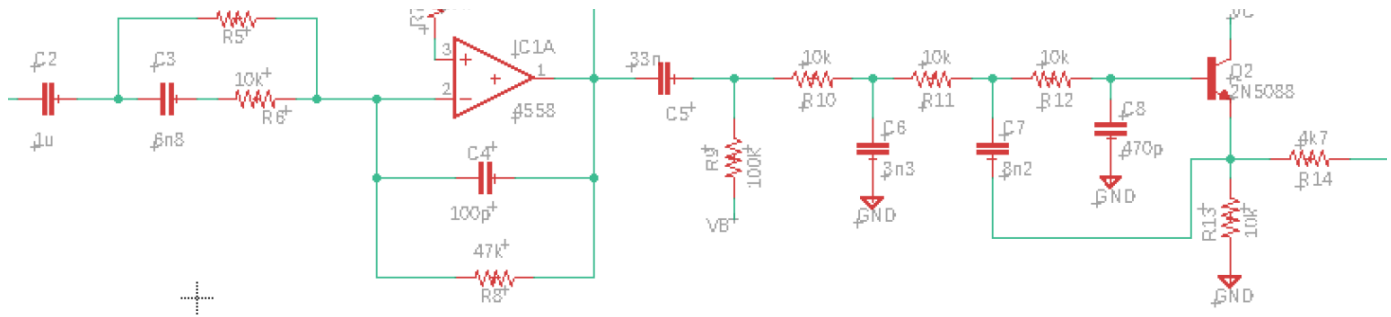 R5
C2
C3
10k
R6
1u
6n8
3
2
1
IC1A
4558
C4
100p
47k
R8
33n
C5
R9
100K
VB
10k
R10
C6
3n3
GND
10k
R11
C7
8n2
10k
R12
C8
470p
GND
Q2
2N5088
4k7
R14
R13
10k
GND